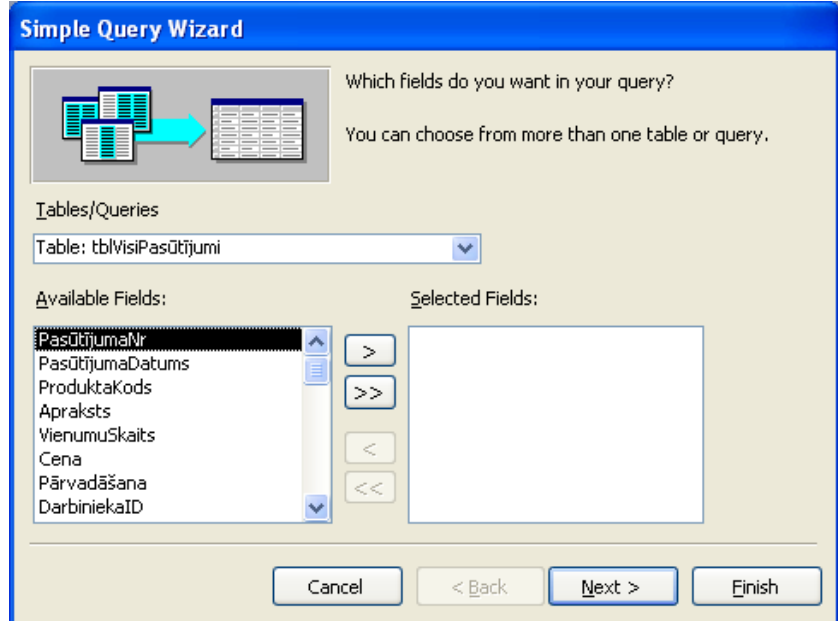 Simple Query Wizard
Which fields do you want in your query?
You can choose from more than one table or query.
Tables/Queries
Table: tblVisiPasūtījumi
Available Fields:
Selected Fields:
PasūtījumaNr
PasūtījumaDatums
ProduktaKods
Apraksts
VienumuSkaits
Cena
Pārvadāšana
DarbiniekaID
>
>>
<
<<
Cancel
< Back
Next >
Finish